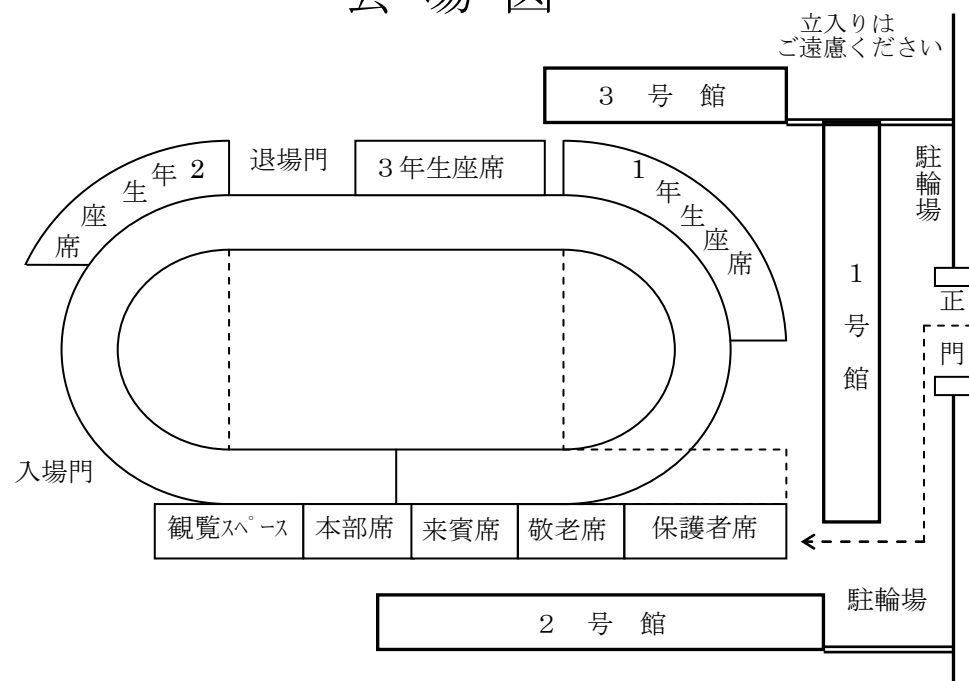 会場図
立入りは
ご遠慮ください
３号館
２年生座席
退場門
３年生座席
１年生座席
駐輪場
１号館
正門
入場門
観覧ｽﾍﾟｰｽ
本部席
来賓席
敬老席
保護者席
駐輪場
２号館